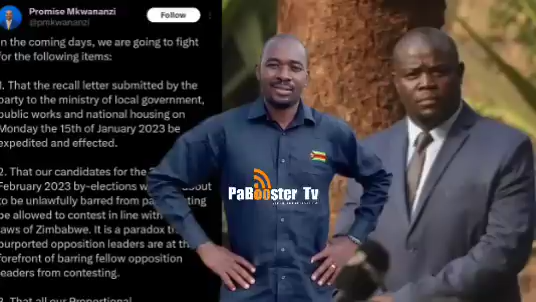 Promise Mkwananzi
@pmkwananzi
Follow
In the coming days, we are going to fight
for the following items:
1. That the recall letter submitted by the
party to the ministry of local government,
public works and national housing on
Monday the 15th of January 2023 be
expedited and effected.
2. That our candidates for the
February 2023 by-elections
to be unlawfully barred from
be allowed to contest in line with
laws of Zimbabwe. It is a paradox
purported opposition leaders are at
forefront of barring fellow opposition
leaders from contesting.
3. That all our Proportional
PaBooster Tv